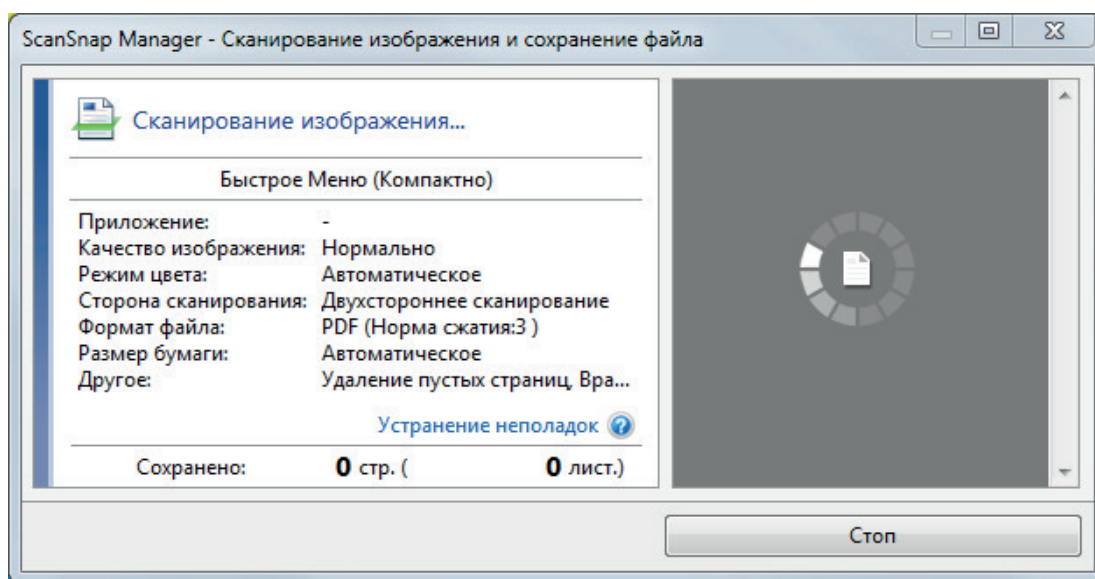 ScanSnap Manager - Сканирование изображения и сохранение файла
Сканирование изображения...
Быстрое Меню (Компактно)
Приложение: -
Качество изображения: Нормально
Режим цвета: Автоматическое
Сторона сканирования: Двухстороннее сканирование
Формат файла: PDF (Норма сжатия:3 )
Размер бумаги: Автоматическое
Другое: Удаление пустых страниц, Вра...
Устранение неполадок ?
Сохранено: 0 стр. ( 0 лист.)
Стоп